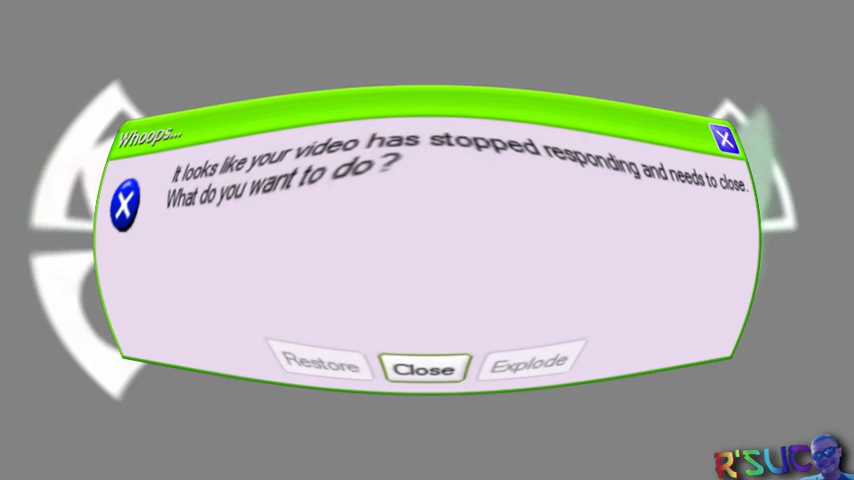 Whoops...
It looks like your video has stopped responding and needs to close.
What do you want to do?
Restore
Close
Explode
R'SUC